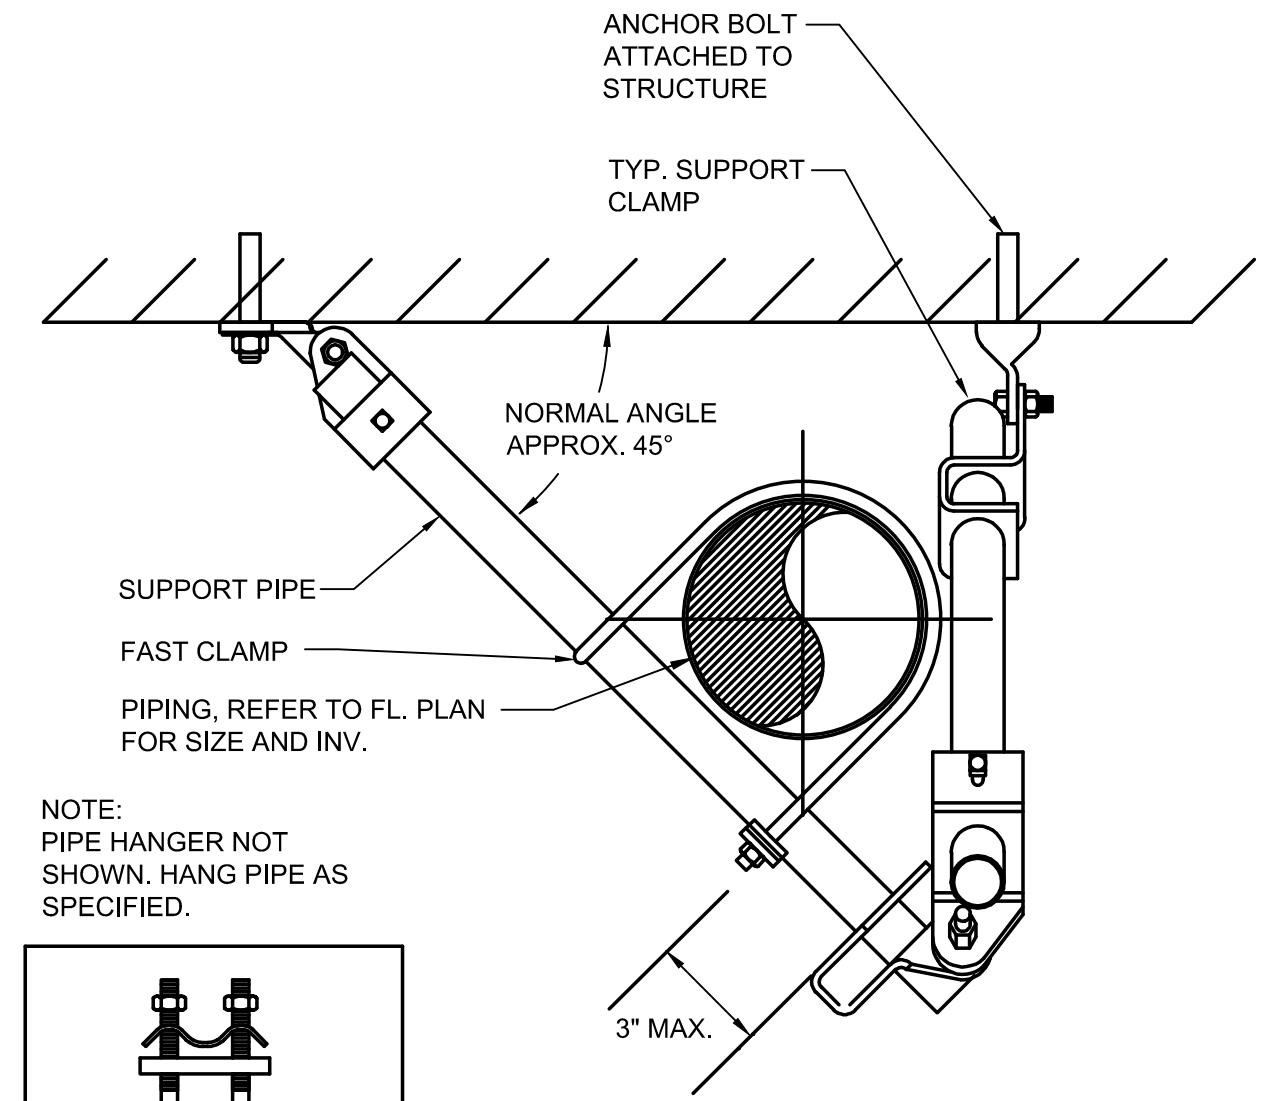 ANCHOR BOLT
ATTACHED TO
STRUCTURE
TYP. SUPPORT
CLAMP
NORMAL ANGLE
APPROX. 45°
SUPPORT PIPE
FAST CLAMP
PIPING, REFER TO FL. PLAN
FOR SIZE AND INV.
NOTE:
PIPE HANGER NOT
SHOWN. HANG PIPE AS
SPECIFIED.
3" MAX.